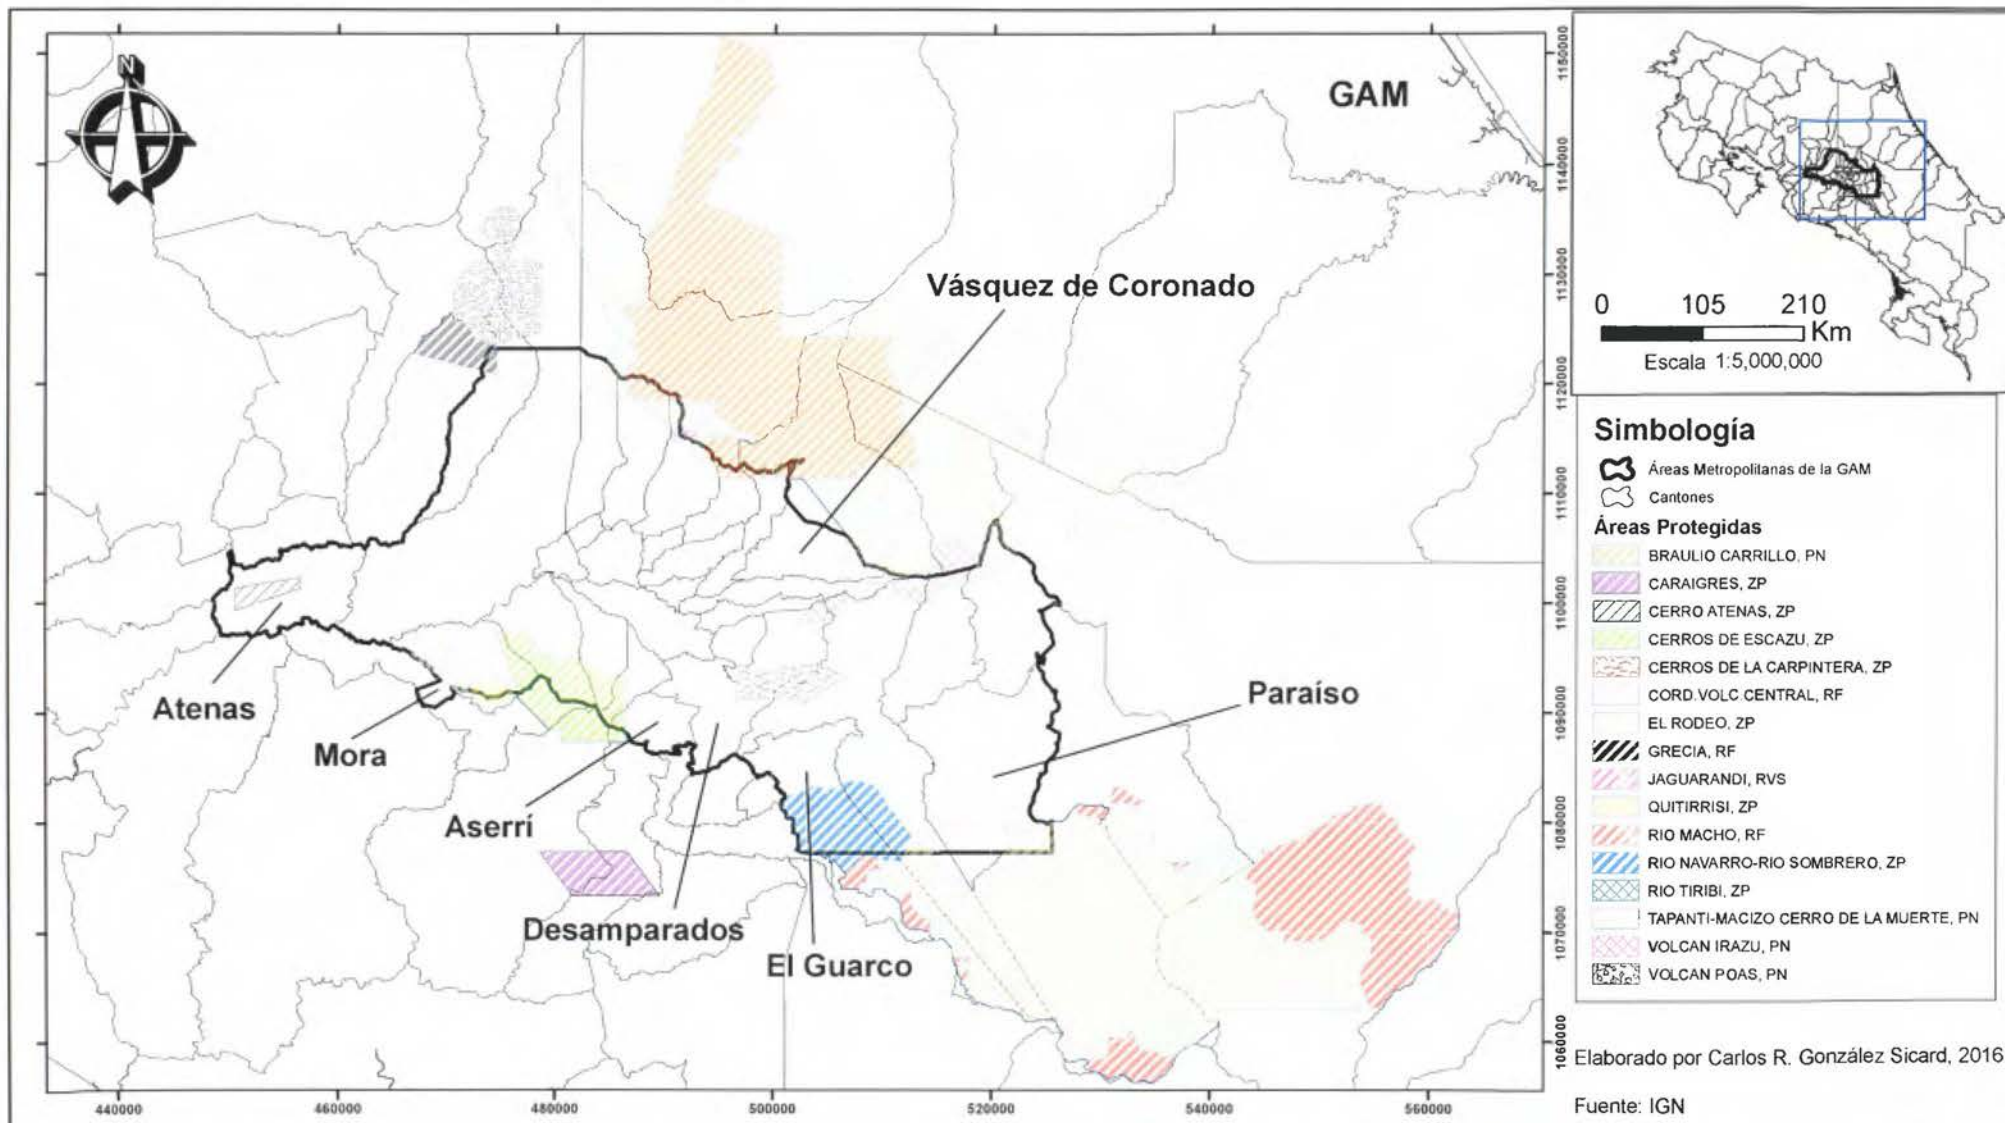 N
GAM
Vásquez de Coronado
Atenas
Mora
Aserrí
Desamparados
El Guarco
Paraíso
440000
460000
480000
500000
520000
540000
560000
1150000
1140000
1130000
1120000
1110000
1100000
1090000
1080000
1070000
1060000
0 105 210
Km
Escala 1:5,000,000
Simbología
Áreas Metropolitanas de la GAM
Cantones
Áreas Protegidas
BRAULIO CARRILLO, PN
CARAIGRES, ZP
CERRO ATENAS, ZP
CERROS DE ESCAZU, ZP
CERROS DE LA CARPINTERA, ZP
CORD.VOLC CENTRAL, RF
EL RODEO, ZP
GRECIA, RF
JAGUARANDI, RVS
QUITIRRISI, ZP
RIO MACHO, RF
RIO NAVARRO-RIO SOMBRERO, ZP
RIO TIRIBI, ZP
TAPANTI-MACIZO CERRO DE LA MUERTE, PN
VOLCAN IRAZU, PN
VOLCAN POAS, PN
Elaborado por Carlos R. González Sicard, 2016
Fuente: IGN